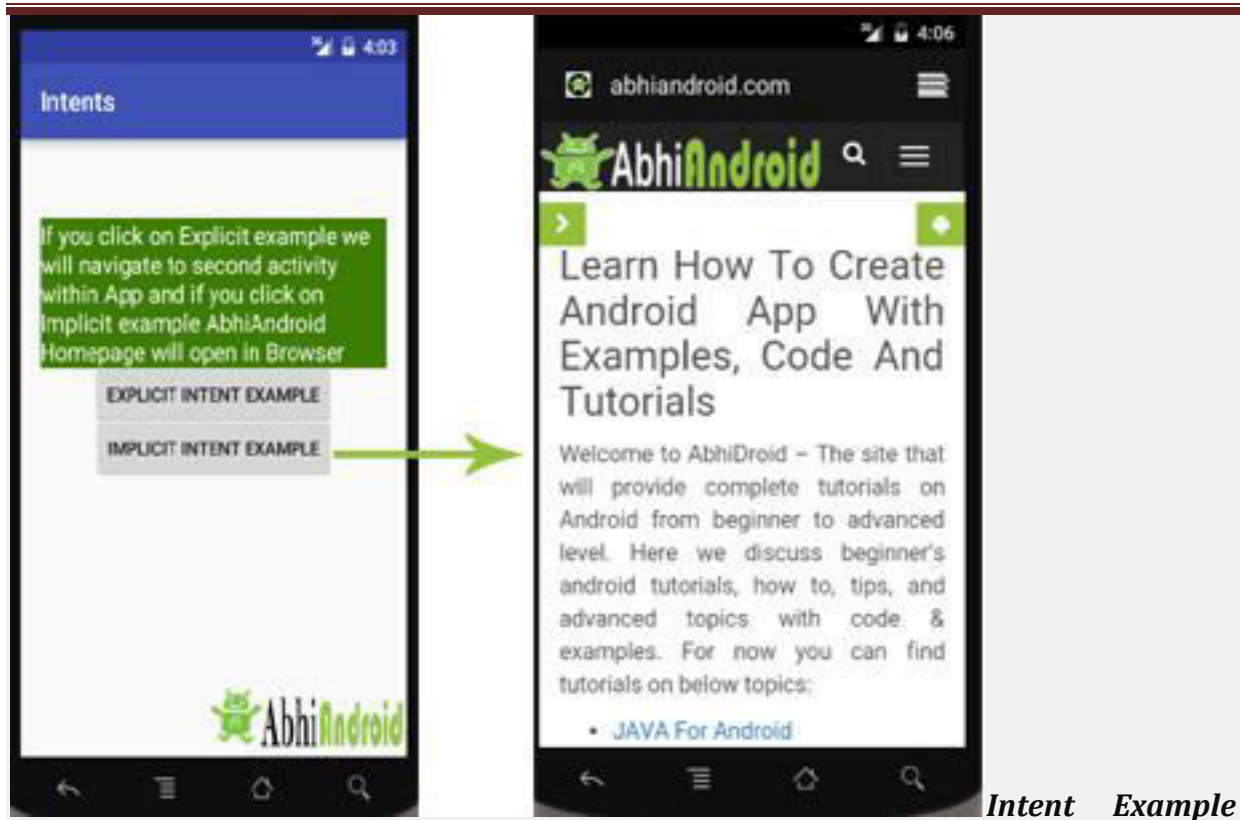 4:03
Intents
If you click on Explicit example we
will navigate to second activity
within App and if you click on
Implicit example AbhiAndroid
Homepage will open in Browser
EXPLICIT INTENT EXAMPLE
IMPLICIT INTENT EXAMPLE
AbhiAndroid
4:06
abhiandroid.com
AbhiAndroid
Learn How To Create
Android App With
Examples, Code And
Tutorials
Welcome to AbhiDroid – The site that
will provide complete tutorials on
Android from beginner to advanced
level. Here we discuss beginner's
android tutorials, how to, tips, and
advanced topics with code &
examples. For now you can find
tutorials on below topics:
• JAVA For Android
Intent Example